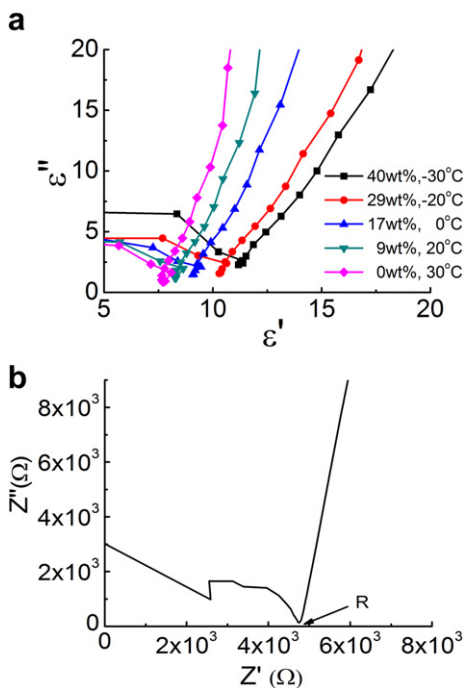 a
20
15
10
5
0
ε''
40wt%,-30°C
29wt%,-20°C
17wt%, 0°C
9wt%, 20°C
0wt%, 30°C
5 10 15 20
ε'
b
8x10³
6x10³
4x10³
2x10³
0
Z''(Ω)
R
0 2x10³ 4x10³ 6x10³ 8x10³
Z' (Ω)